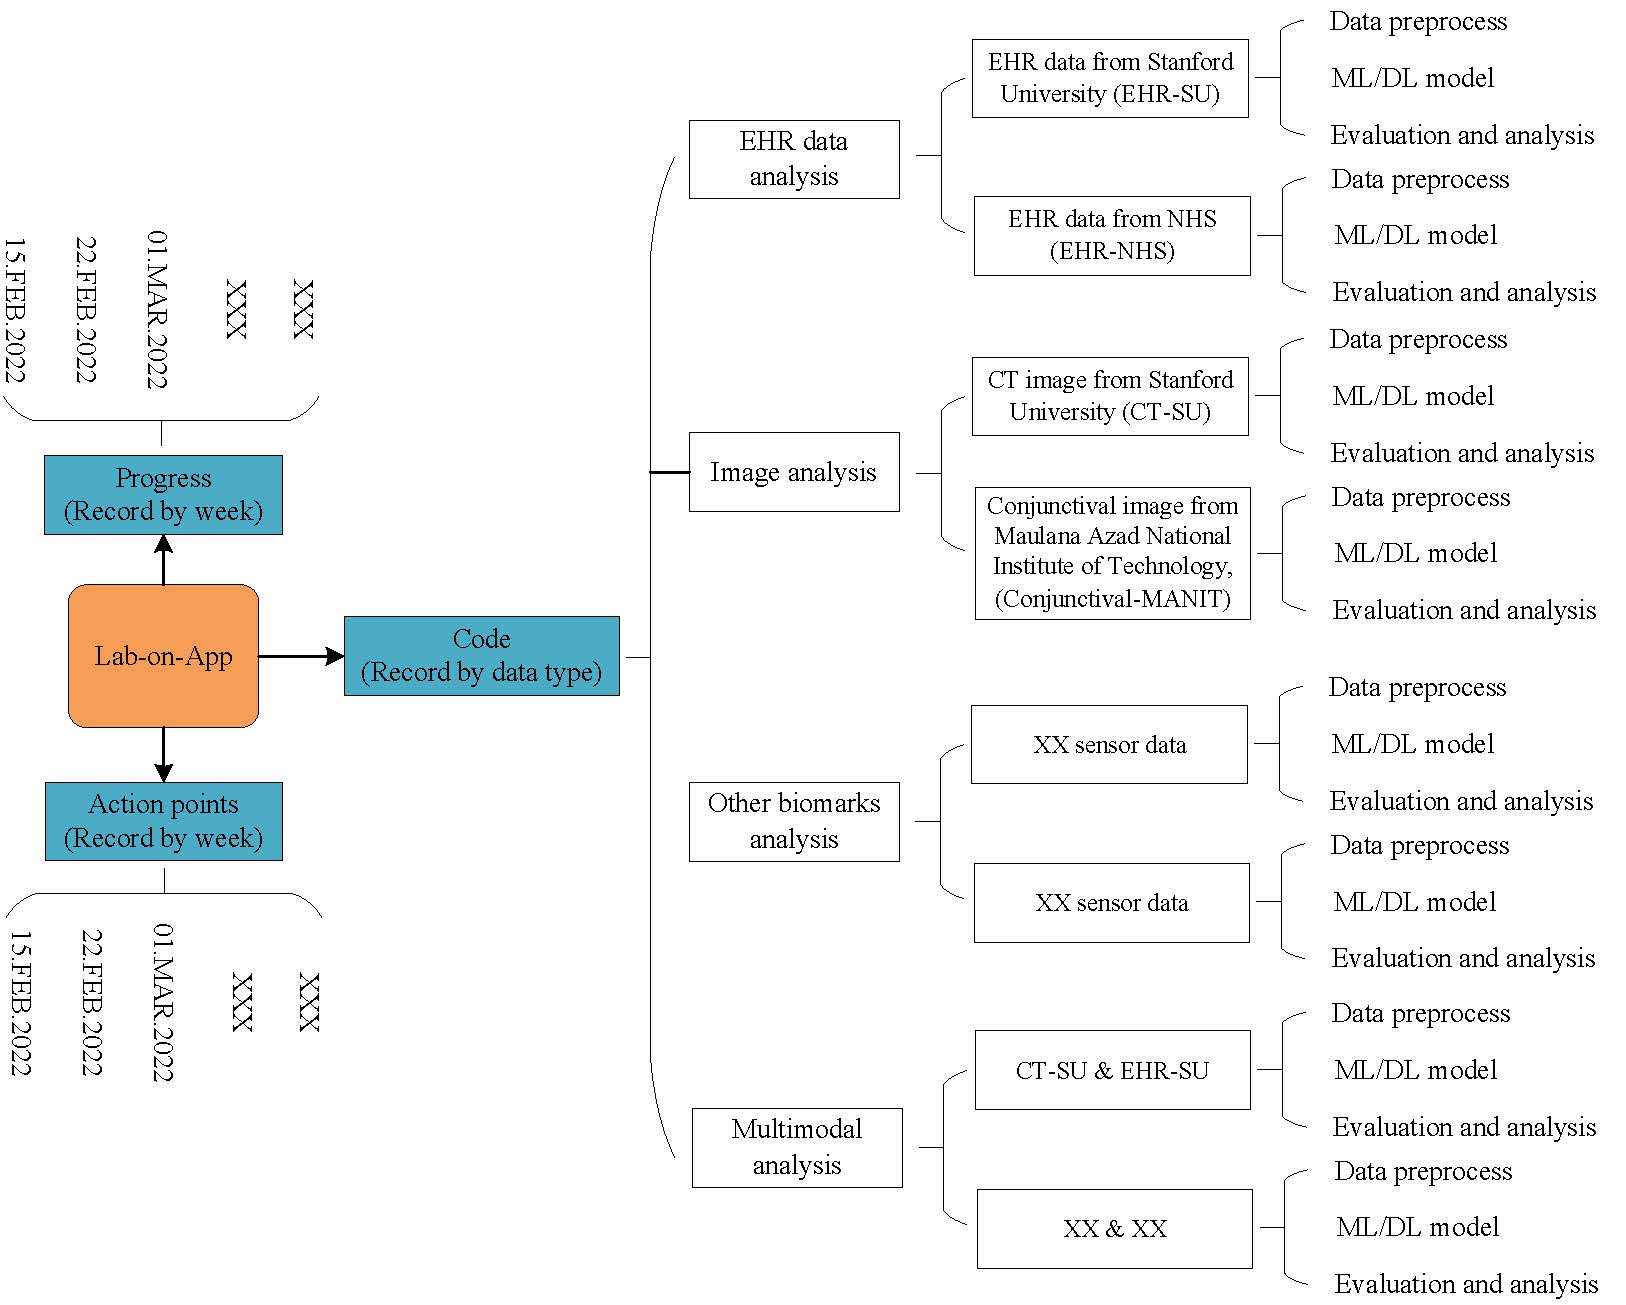 15.FEB.2022
22.FEB.2022
01.MAR.2022
XXX
XXX
Progress
(Record by week)
Lab-on-App
Action points
(Record by week)
15.FEB.2022
22.FEB.2022
01.MAR.2022
XXX
XXX
Code
(Record by data type)
EHR data
analysis
EHR data from Stanford
University (EHR-SU)
Data preprocess
ML/DL model
Evaluation and analysis
EHR data from NHS
(EHR-NHS)
Data preprocess
ML/DL model
Evaluation and analysis
Image analysis
CT image from Stanford
University (CT-SU)
Data preprocess
ML/DL model
Evaluation and analysis
Conjunctival image from
Maulana Azad National
Institute of Technology,
(Conjunctival-MANIT)
Data preprocess
ML/DL model
Evaluation and analysis
Other biomarks
analysis
XX sensor data
Data preprocess
ML/DL model
Evaluation and analysis
XX sensor data
Data preprocess
ML/DL model
Evaluation and analysis
Multimodal
analysis
CT-SU & EHR-SU
Data preprocess
ML/DL model
Evaluation and analysis
XX & XX
Data preprocess
ML/DL model
Evaluation and analysis